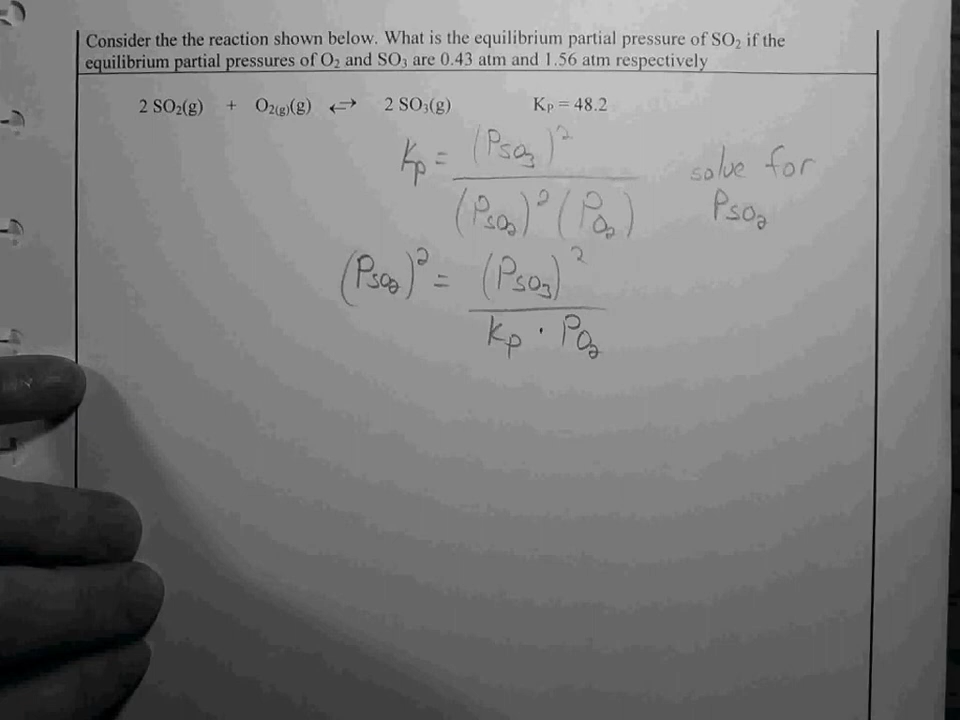 Consider the the reaction shown below. What is the equilibrium partial pressure of SO₂ if the
equilibrium partial pressures of O₂ and SO₃ are 0.43 atm and 1.56 atm respectively
2 SO₂(g) + O₂₍g₎(g) ⟷ 2 SO₃(g) Kₚ = 48.2
Kp = (PSO₃)² / (PSO₂)² (PO₂) solve for
PSO₂
(PSO₂)² = (PSO₃)² / Kp · PO₂